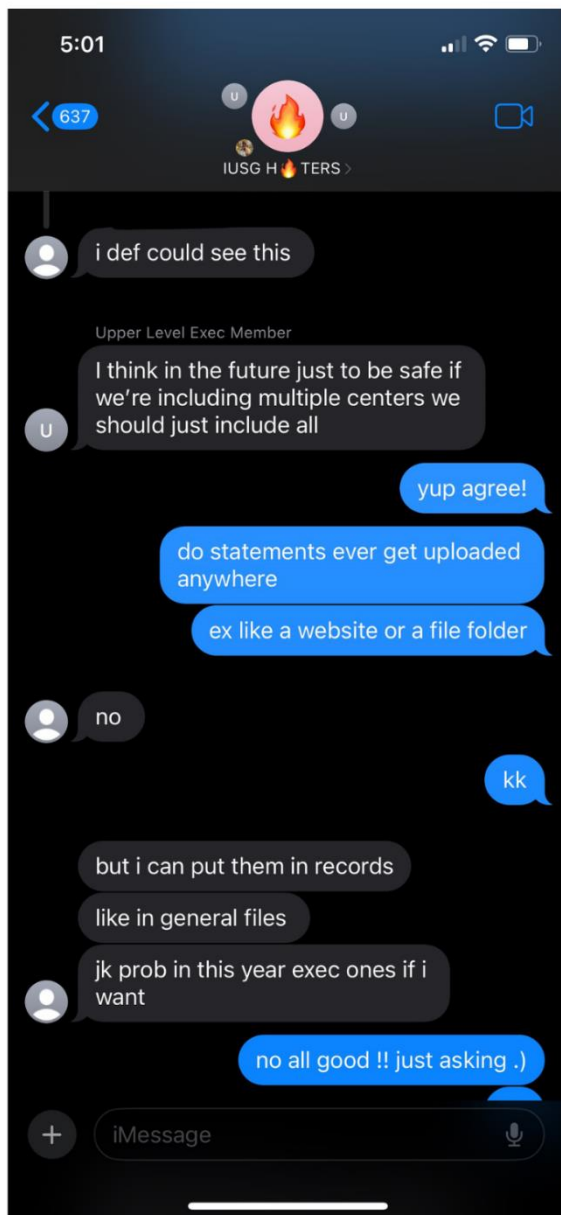 5:01
637
U
U
IUSG H🔥TERS >
i def could see this
Upper Level Exec Member
I think in the future just to be safe if
we're including multiple centers we
should just include all
U
yup agree!
do statements ever get uploaded
anywhere
ex like a website or a file folder
no
kk
but i can put them in records
like in general files
jk prob in this year exec ones if i
want
no all good !! just asking .)
+
iMessage